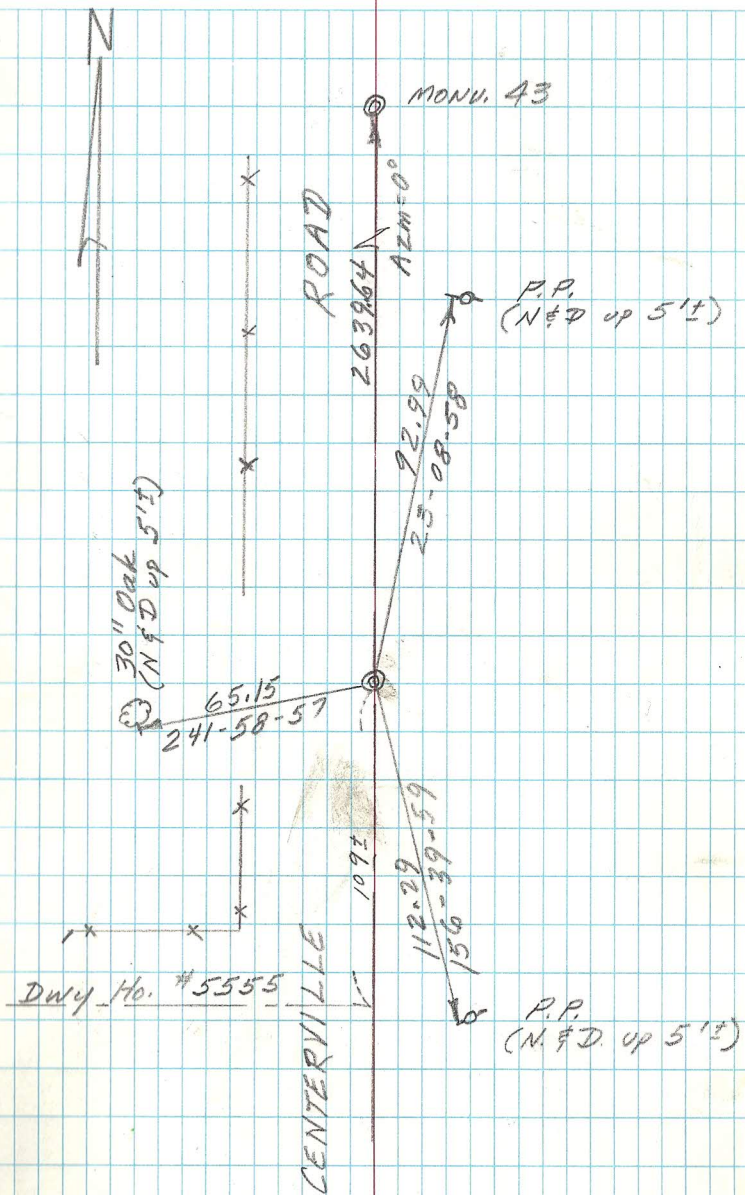 N
MONU. 43
ROAD
2639.64
Azm=0°
P.P.
(N&D up 5'±)
92.99
23-08-58
30" Oak
(N&D up 5'±)
65.15
241-58-57
109±
112.29
156-39-59
Dwy Ho. #5555
CENTERVILLE
P.P.
(N.&D. up 5'±)